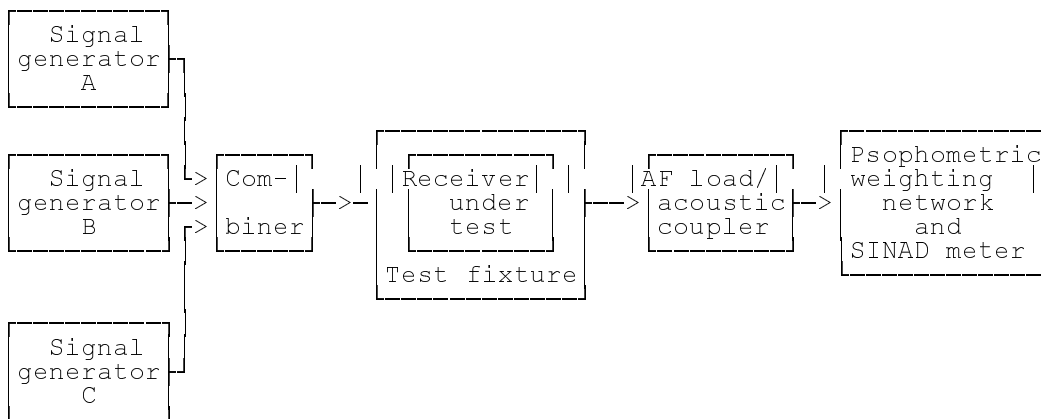 Signal
generator
A
Signal
generator
B
Signal
generator
C
Com-
biner
Receiver
under
test
Test fixture
AF load/
acoustic
coupler
Psophometric
weighting
network
and
SINAD meter